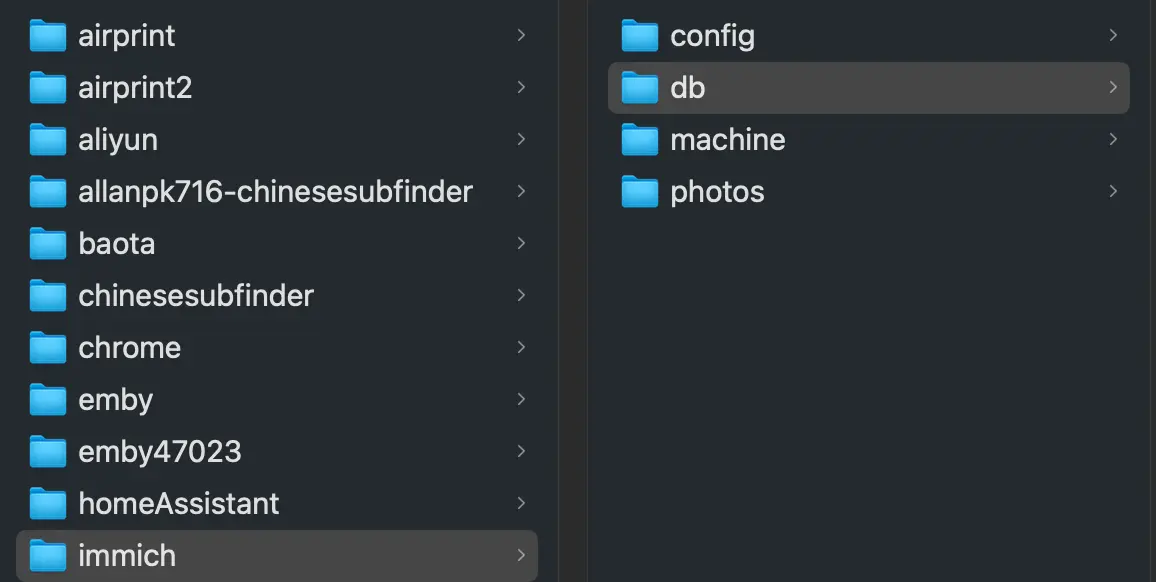 airprint
airprint2
aliyun
allanpk716-chinesesubfinder
baota
chinesesubfinder
chrome
emby
emby47023
homeAssistant
immich
config
db
machine
photos